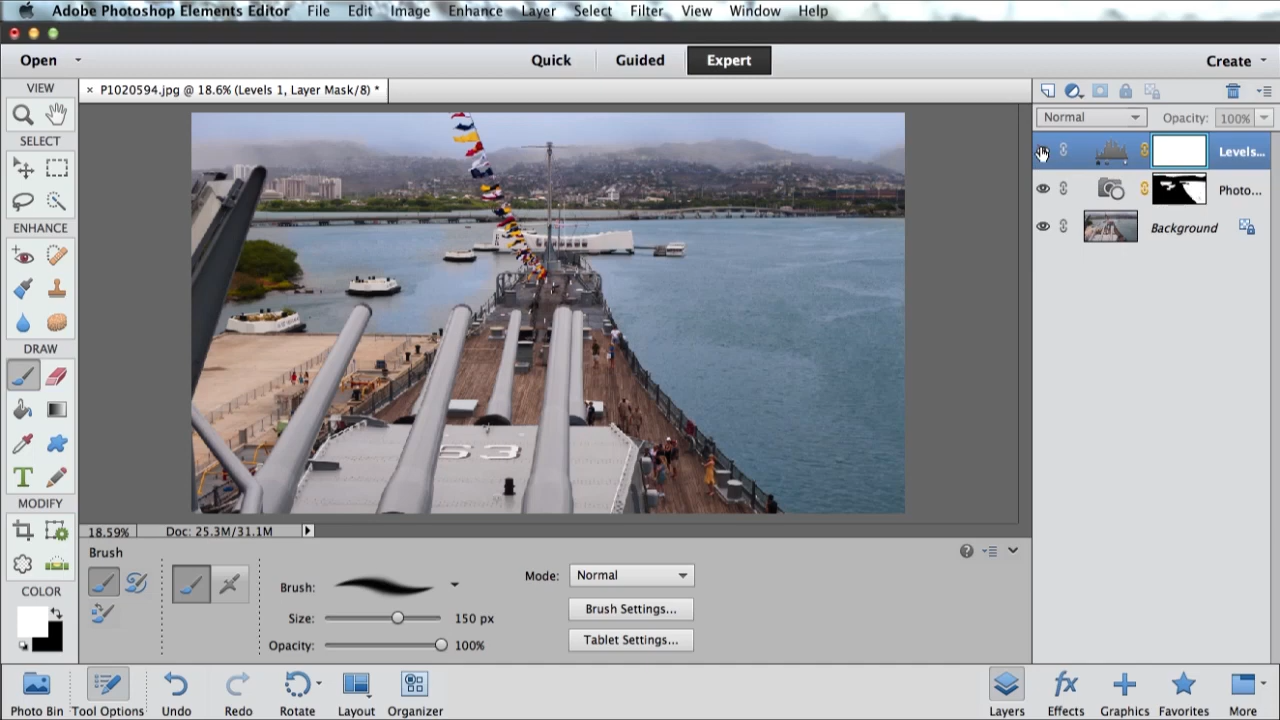 Adobe Photoshop Elements Editor File Edit Image Enhance Layer Select Filter View Window Help
Open Quick Guided Expert Create
VIEW × P1020594.jpg @ 18.6% (Levels 1, Layer Mask/8) *
Normal Opacity: 100%
SELECT
Levels...
Photo...
ENHANCE
Background
DRAW
63
MODIFY
18.59% Doc: 25.3M/31.1M
Brush
Brush: Mode: Normal
COLOR
Size: 150 px Brush Settings...
Opacity: 100% Tablet Settings...
Photo Bin Tool Options Undo Redo Rotate Layout Organizer Layers Effects Graphics Favorites More